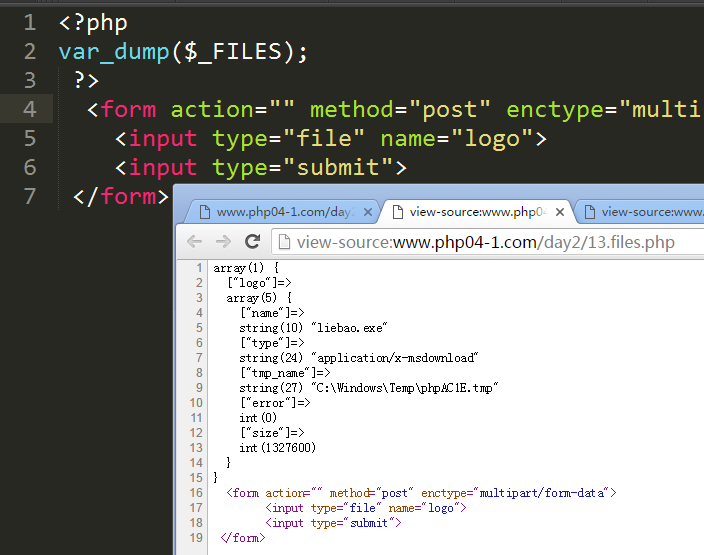 1 <?php
2 var_dump($_FILES);
3 ?>
4 <form action="" method="post" enctype="multi
5 <input type="file" name="logo">
6 <input type="submit">
7 </form>
www.php04-1.com/day2 × view-source:www.php04- × view-source:www.
view-source:www.php04-1.com/day2/13.files.php
1 array(1) {
2 ["logo"]=>
3 array(5) {
4 ["name"]=>
5 string(10) "liebao.exe"
6 ["type"]=>
7 string(24) "application/x-msdownload"
8 ["tmp_name"]=>
9 string(27) "C:\Windows\Temp\phpAC1E.tmp"
10 ["error"]=>
11 int(0)
12 ["size"]=>
13 int(1327600)
14 }
15 }
16 <form action="" method="post" enctype="multipart/form-data">
17 <input type="file" name="logo">
18 <input type="submit">
19 </form>